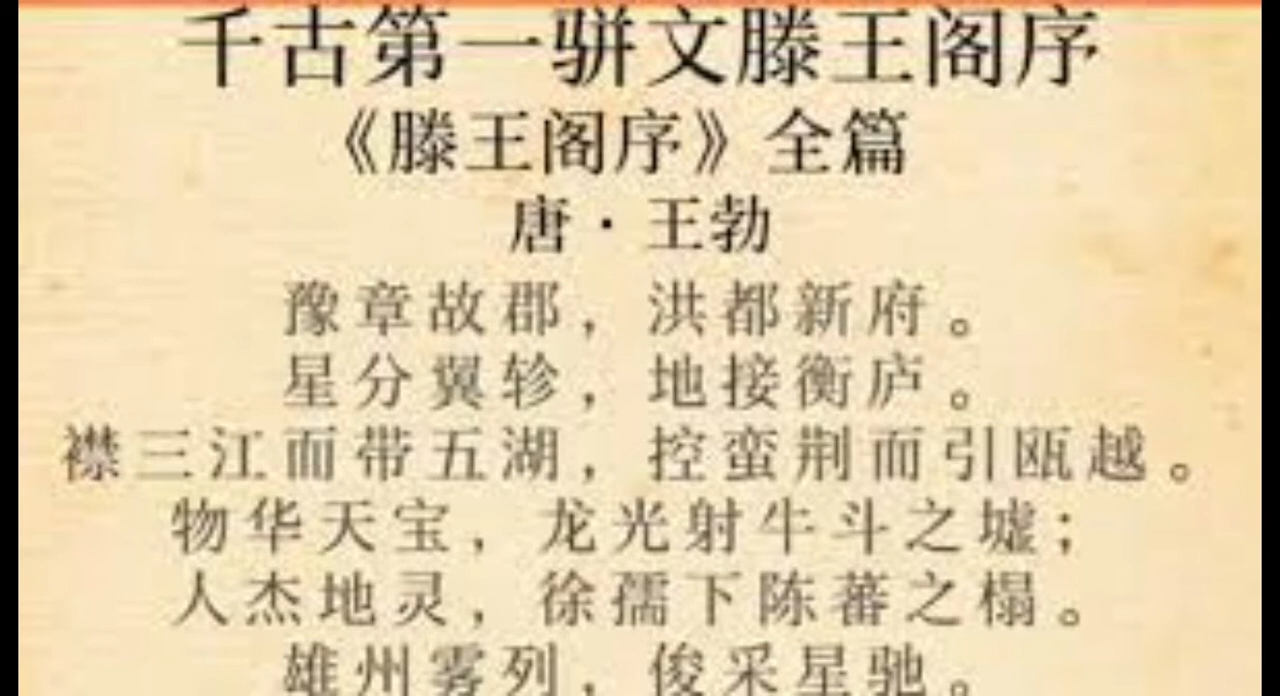 千古第一骈文滕王阁序
《滕王阁序》全篇
唐·王勃
豫章故郡，洪都新府。
星分翼轸，地接衡庐。
襟三江而带五湖，控蛮荆而引瓯越。
物华天宝，龙光射牛斗之墟；
人杰地灵，徐孺下陈蕃之榻。
雄州雾列，俊采星驰。